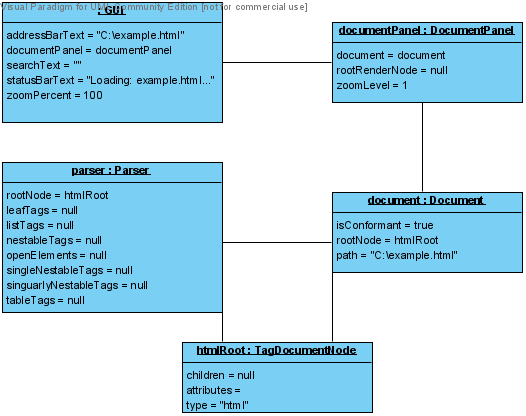 Visual Paradigm for UML Community Edition [not for commercial use]
: GUI
addressBarText = "C:\example.html"
documentPanel = documentPanel
searchText = ""
statusBarText = "Loading: example.html..."
zoomPercent = 100
documentPanel : DocumentPanel
document = document
rootRenderNode = null
zoomLevel = 1
parser : Parser
rootNode = htmlRoot
leafTags = null
listTags = null
nestableTags = null
openElements = null
singleNestableTags = null
singuarlyNestableTags = null
tableTags = null
document : Document
isConformant = true
rootNode = htmlRoot
path = "C:\example.html"
htmlRoot : TagDocumentNode
children = null
attributes =
type = "html"